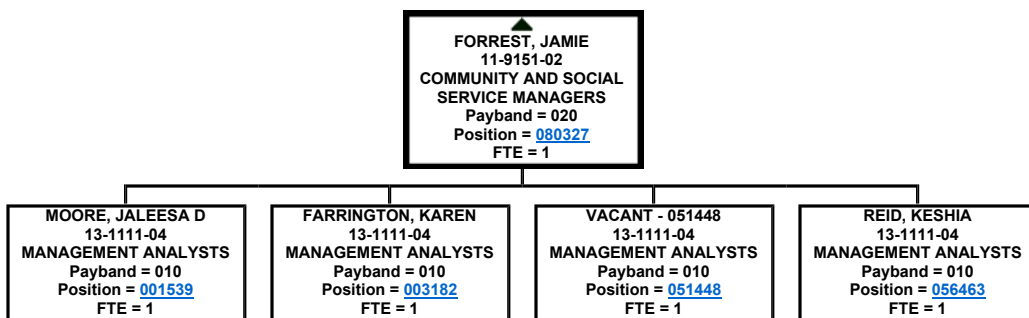 FORREST, JAMIE
11-9151-02
COMMUNITY AND SOCIAL
SERVICE MANAGERS
Payband = 020
Position = 080327
FTE = 1
MOORE, JALEESA D
13-1111-04
MANAGEMENT ANALYSTS
Payband = 010
Position = 001539
FTE = 1
FARRINGTON, KAREN
13-1111-04
MANAGEMENT ANALYSTS
Payband = 010
Position = 003182
FTE = 1
VACANT - 051448
13-1111-04
MANAGEMENT ANALYSTS
Payband = 010
Position = 051448
FTE = 1
REID, KESHIA
13-1111-04
MANAGEMENT ANALYSTS
Payband = 010
Position = 056463
FTE = 1